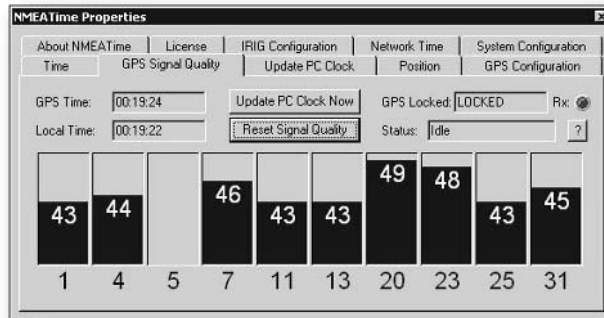 NMEATime Properties
About NMEATime License IRIG Configuration Network Time System Configuration
Time GPS Signal Quality Update PC Clock Position GPS Configuration
GPS Time: 00:19:24 Update PC Clock Now GPS Locked: LOCKED Rx:
Local Time: 00:19:22 Reset Signal Quality Status: Idle ?
43 44 46 43 43 49 48 43 45
1 4 5 7 11 13 20 23 25 31